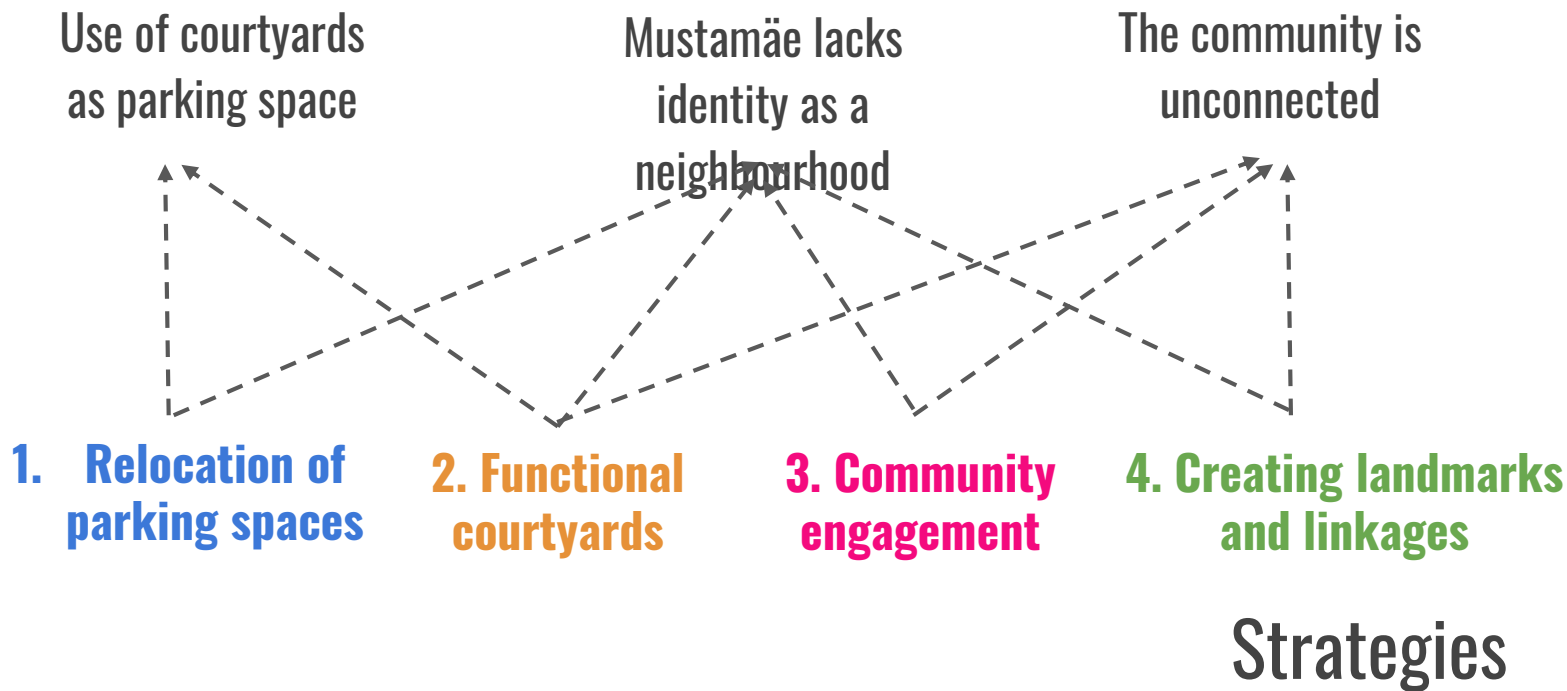 Use of courtyards
as parking space
Mustamäe lacks
identity as a
neighbourhood
The community is
unconnected
1. Relocation of
parking spaces
2. Functional
courtyards
3. Community
engagement
4. Creating landmarks
and linkages
Strategies